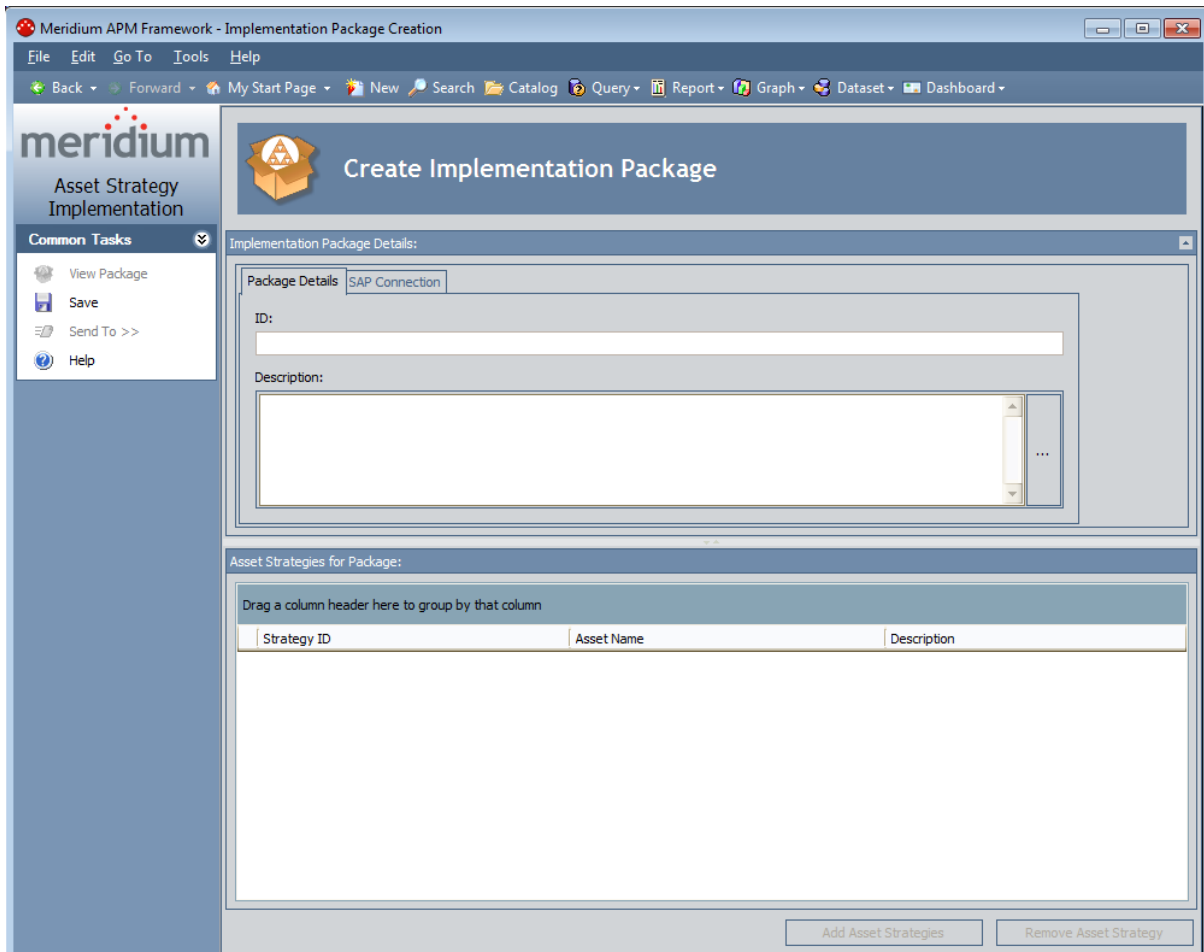 Meridium APM Framework - Implementation Package Creation
File Edit Go To Tools Help
Back Forward My Start Page New Search Catalog Query Report Graph Dataset Dashboard
meridium
Asset Strategy
Implementation
Common Tasks
View Package
Save
Send To >>
Help
Create Implementation Package
Implementation Package Details:
Package Details SAP Connection
ID:
Description:
...
Asset Strategies for Package:
Drag a column header here to group by that column
Strategy ID Asset Name Description
Add Asset Strategies Remove Asset Strategy